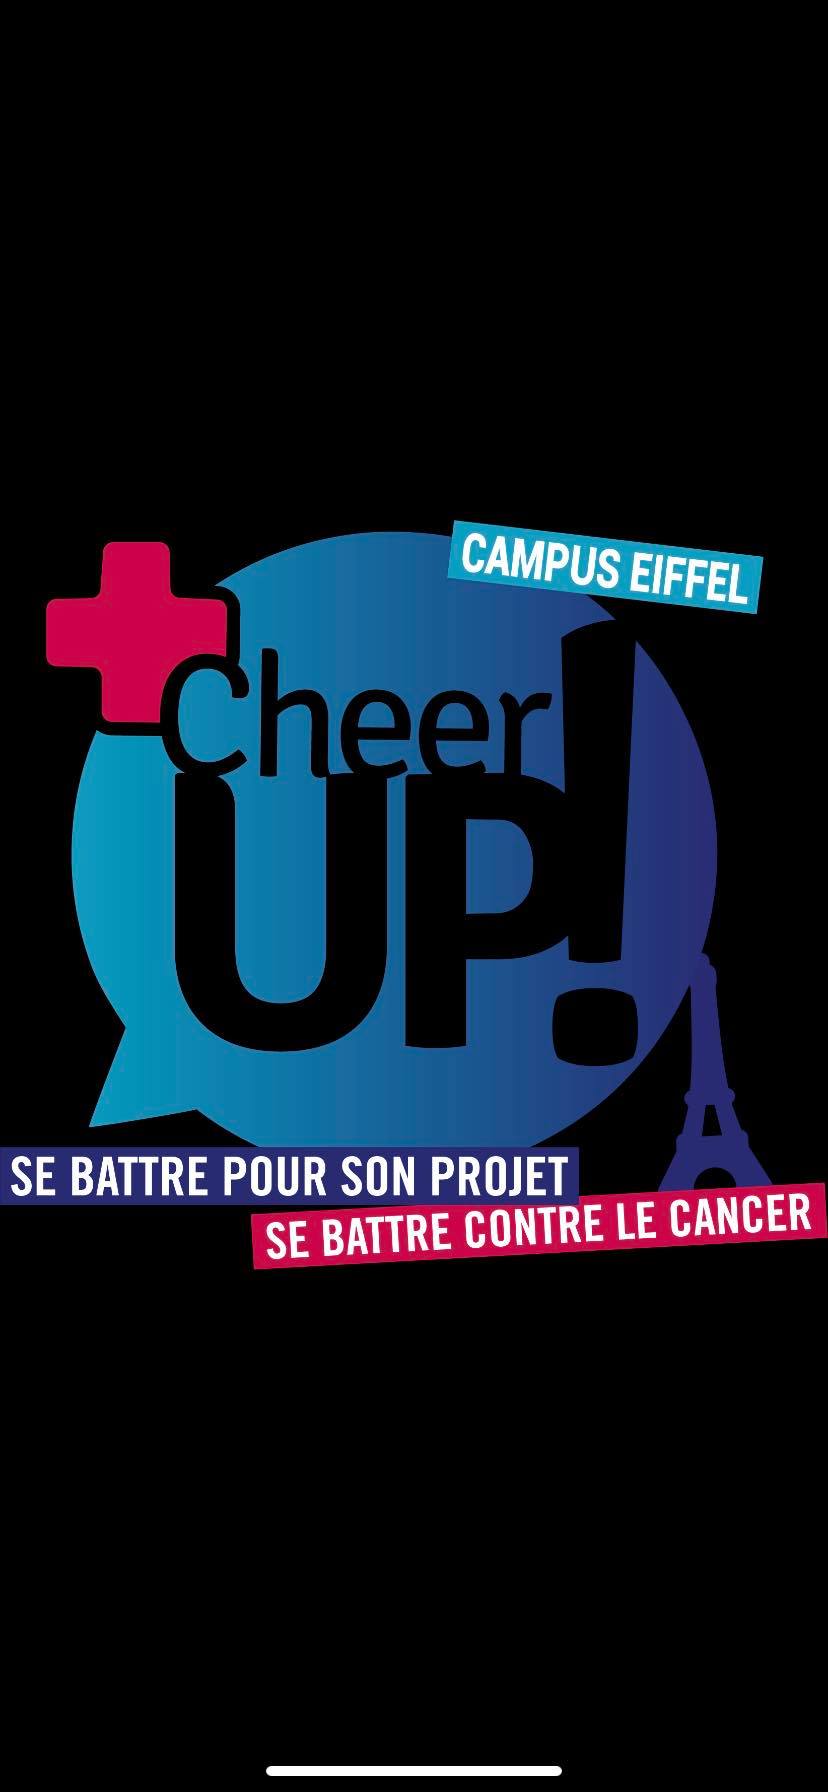 CAMPUS EIFFEL
Cheer
UP!
SE BATTRE POUR SON PROJET
SE BATTRE CONTRE LE CANCER